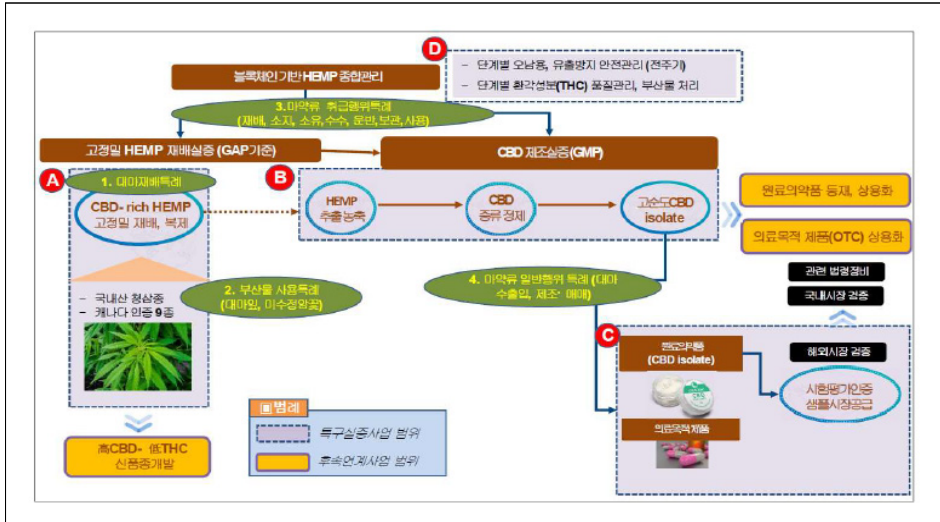 D
- 단계별 오남용, 유출방지 안전관리 (전주기)
- 단계별 환각성분(THC) 품질관리, 부산물 처리
블록체인 기반 HEMP 종합관리
3. 마약류 취급행위특례
(재배, 소지, 소유,수수, 운반,보관,사용)
고정밀 HEMP 재배실증 (GAP기준)
CBD 제조실증(GMP)
A
1. 대마재배특례
CBD- rich HEMP
고정밀 재배, 복제
B
HEMP
추출 농축
CBD
증류 정제
고순도CBD
isolate
원료의약품 등재, 상용화
의료목적 제품(OTC) 상용화
관련 법령정비
국내시장 검증
2. 부산물 사용특례
(대마잎, 미수정암꽃)
- 국내산 청삼종
- 캐나다 인증 9종
4. 마약류 일반행위 특례 (대마
수출입, 제조· 매매)
C
원료의약품
(CBD isolate)
해외시장 검증
시험평가인증
샘플시장공급
의료목적 제품
高CBD- 低THC
신품종개발
범례
특구실증사업 범위
후속연계사업 범위